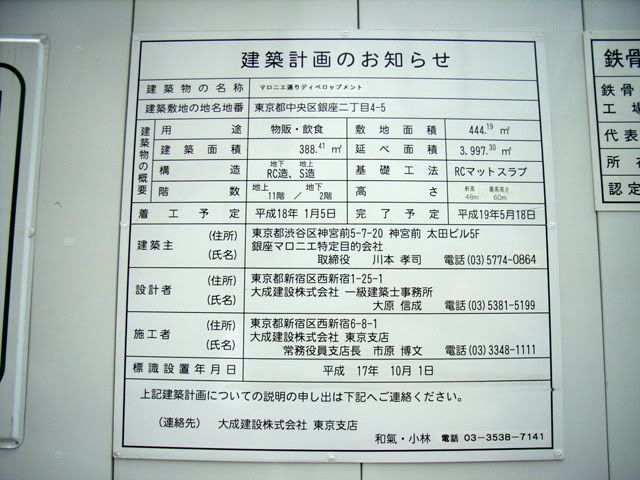 建築計画のお知らせ
建築物の名称 マロニエ通りディベロップメント
建築敷地の地名地番 東京都中央区銀座二丁目4-5
建築物の概要
用途 物販・飲食 敷地面積 444.19 ㎡
建築面積 388.41 ㎡ 延べ面積 3,997.30 ㎡
構造 地下 RC造、地上 S造 基礎工法 RCマットスラブ
階数 地上 11階 / 地下 2階 高さ 軒高 48m 最高高さ 60m
着工予定 平成18年 1月5日 完了予定 平成19年5月18日
建築主 (住所) 東京都渋谷区神宮前5-7-20 神宮前 太田ビル5F
(氏名) 銀座マロニエ特定目的会社
取締役 川本 孝司 電話(03)5774-0864
設計者 (住所) 東京都新宿区西新宿1-25-1
(氏名) 大成建設株式会社 一級建築士事務所
大原 信成 電話(03)5381-5199
施工者 (住所) 東京都新宿区西新宿6-8-1
(氏名) 大成建設株式会社 東京支店
常務役員支店長 市原 博文 電話(03)3348-1111
標識設置年月日 平成 17年 10月 1日
上記建築計画についての説明の申し出は下記へご連絡ください。
(連絡先) 大成建設株式会社 東京支店
和氣・小林 電話 03-3538-7141
鉄骨
鉄骨
工場
代表
所在
認定